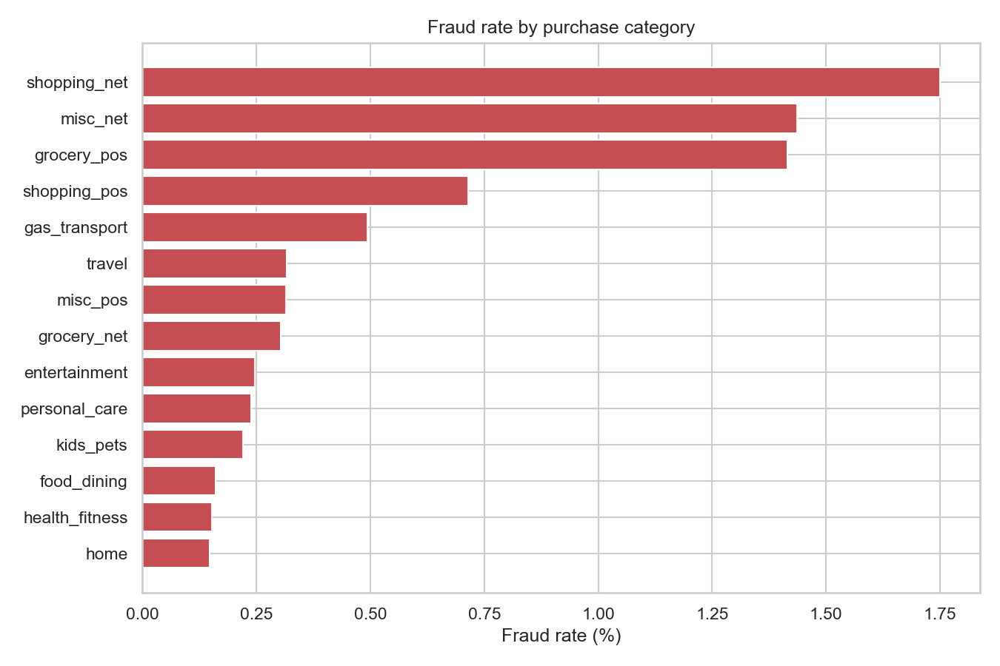 Fraud rate by purchase category
shopping_net
misc_net
grocery_pos
shopping_pos
gas_transport
travel
misc_pos
grocery_net
entertainment
personal_care
kids_pets
food_dining
health_fitness
home
0.00 0.25 0.50 0.75 1.00 1.25 1.50 1.75
Fraud rate (%)